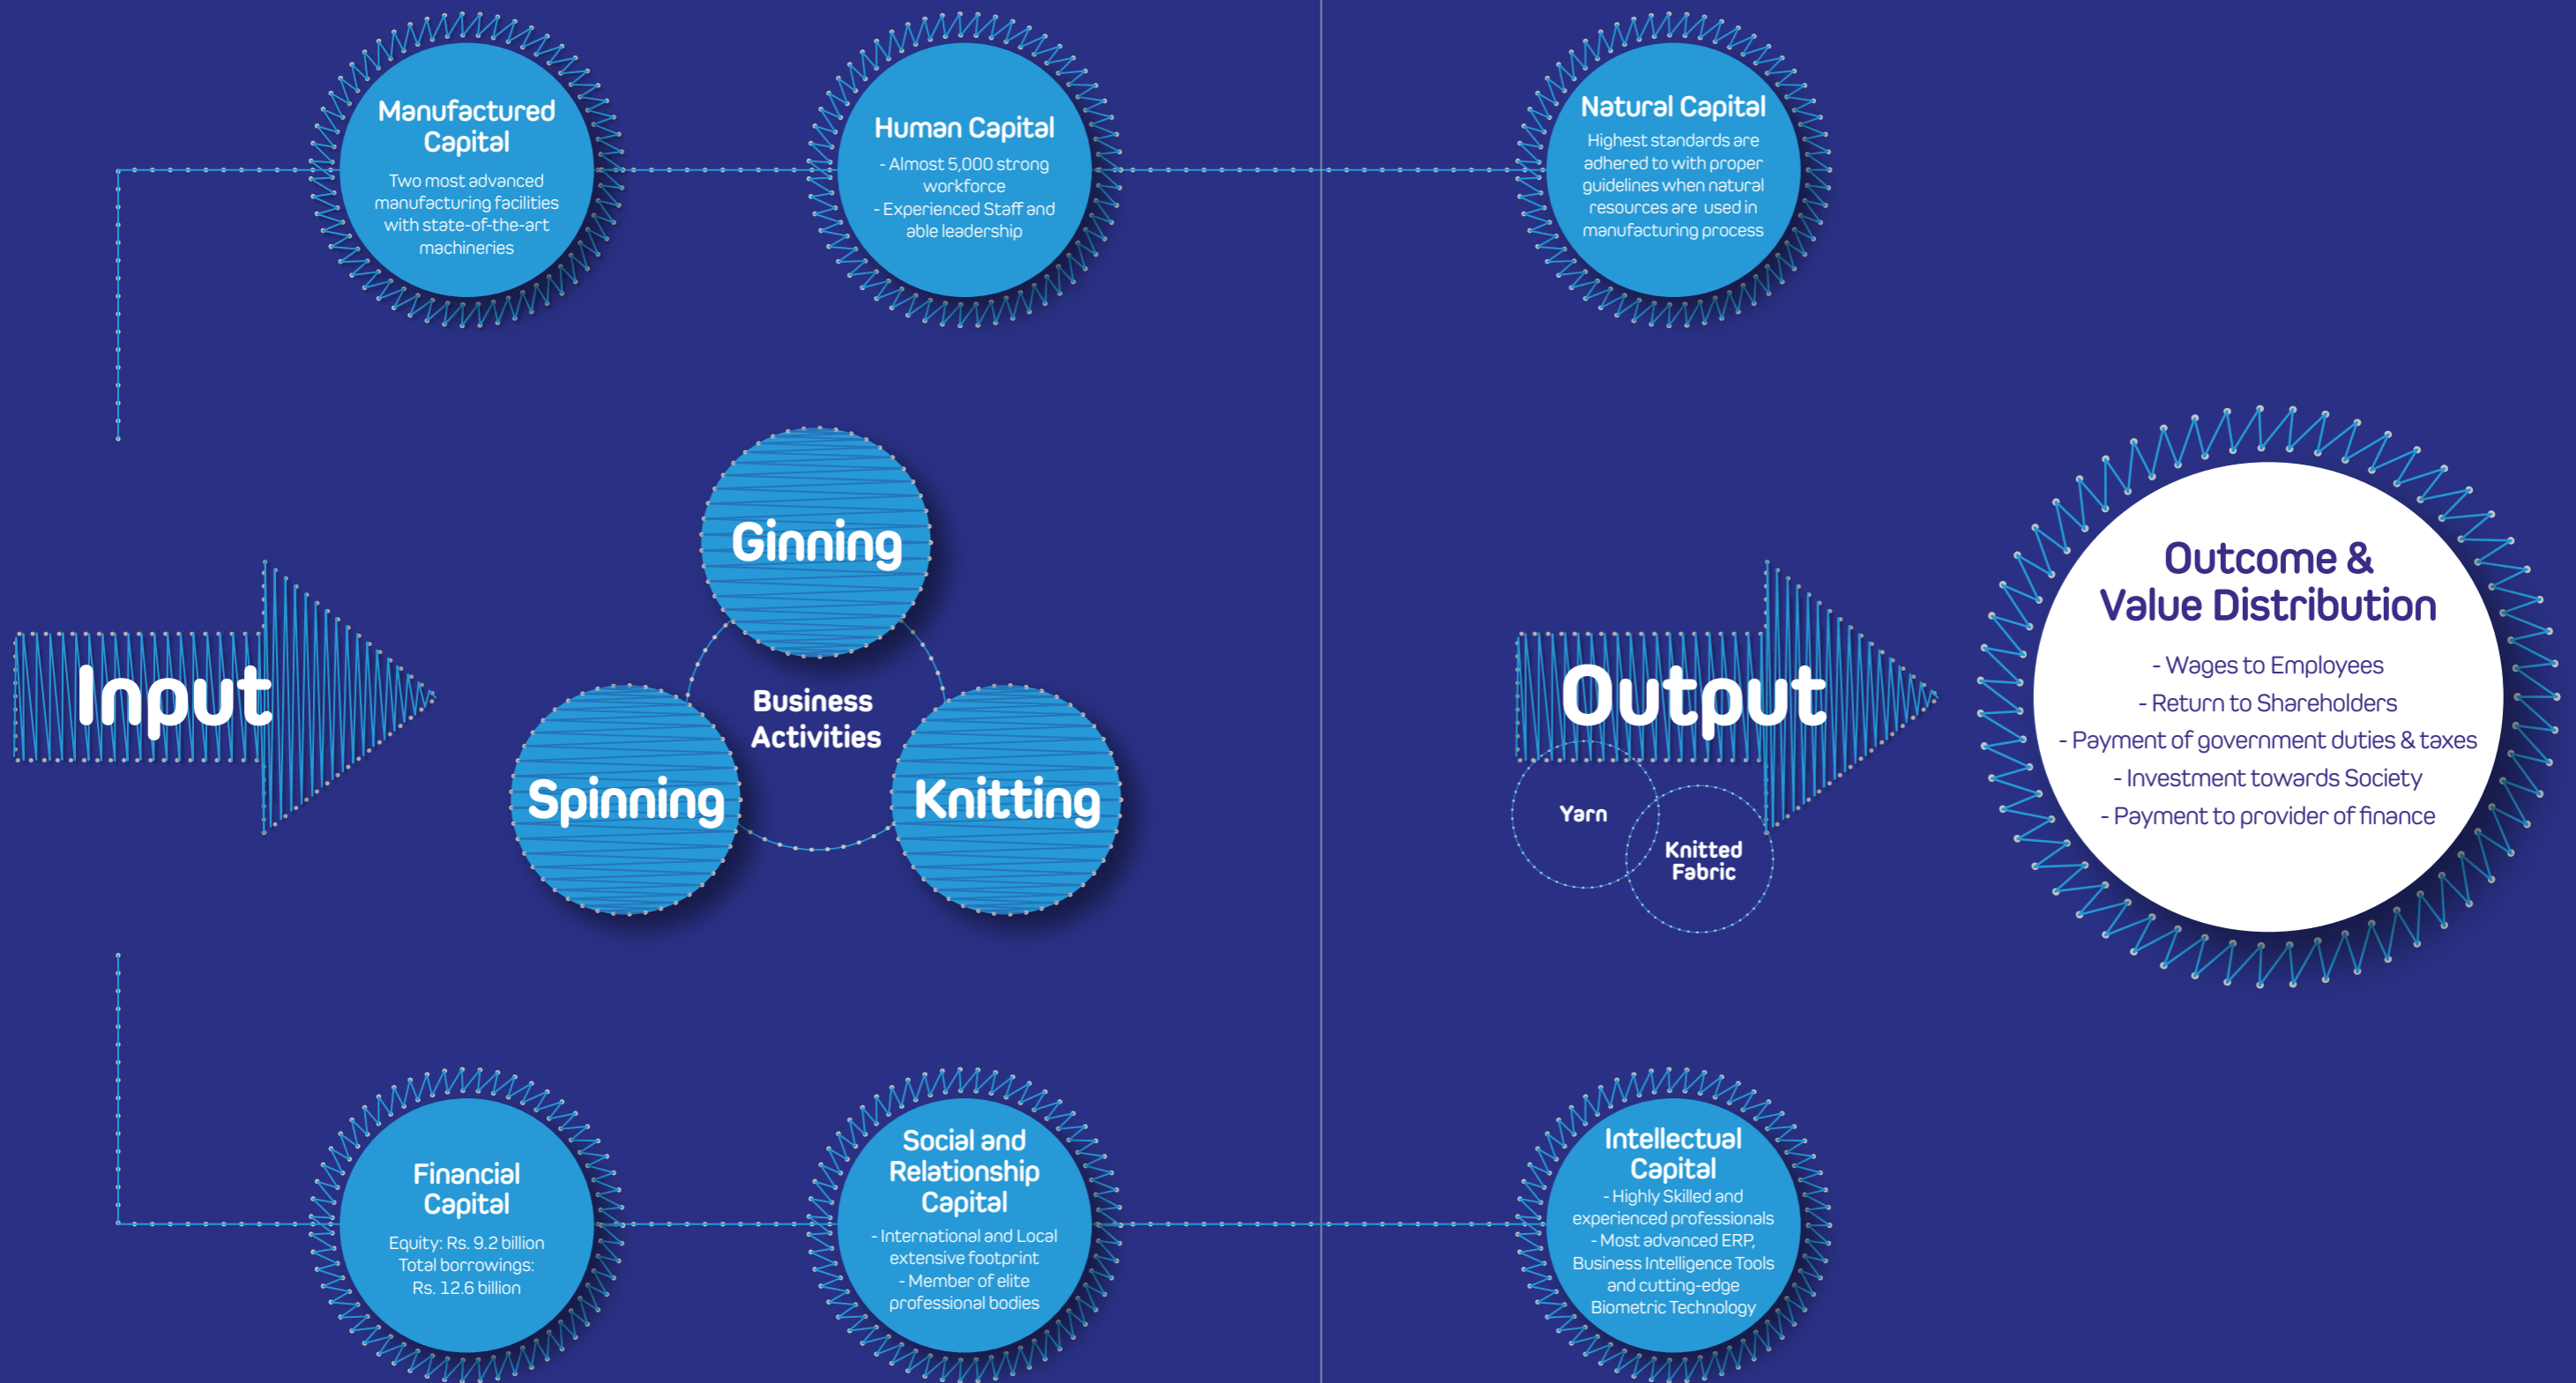 Manufactured
Capital
Two most advanced
manufacturing facilities
with state-of-the-art
machineries
Human Capital
- Almost 5,000 strong
workforce
- Experienced Staff and
able leadership
Natural Capital
Highest standards are
adhered to with proper
guidelines when natural
resources are used in
manufacturing process
Input
Ginning
Business
Activities
Spinning
Knitting
Output
Yarn
Knitted
Fabric
Outcome &
Value Distribution
- Wages to Employees
- Return to Shareholders
- Payment of government duties & taxes
- Investment towards Society
- Payment to provider of finance
Financial
Capital
Equity: Rs. 9.2 billion
Total borrowings:
Rs. 12.6 billion
Social and
Relationship
Capital
- International and Local
extensive footprint
- Member of elite
professional bodies
Intellectual
Capital
- Highly Skilled and
experienced professionals
- Most advanced ERP,
Business Intelligence Tools
and cutting-edge
Biometric Technology